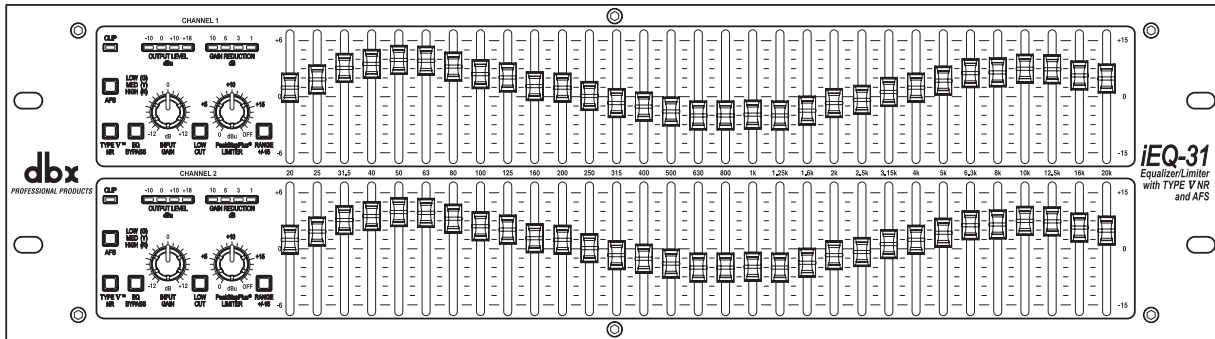 CHANNEL 1
CLIP
-10 0 +10 +18
OUTPUT LEVEL
dBu
10 6 3 1
GAIN REDUCTION
dB
LOW (G)
MED (Y)
HIGH (R)
AFS
0
-12 +12
dB
INPUT
GAIN
+10
+5 +15
0 dBu OFF
PeakStopPlus®
LIMITER
TYPE V™
NR
EQ
BYPASS
LOW
CUT
RANGE
+/-15
+6
0
-6
+15
0
-15
dbx
PROFESSIONAL PRODUCTS
iEQ-31
Equalizer/Limiter
with TYPE V NR
and AFS
20 25 31.5 40 50 63 80 100 125 160 200 250 315 400 500 630 800 1k 1.25k 1.6k 2k 2.5k 3.15k 4k 5k 6.3k 8k 10k 12.5k 16k 20k
CHANNEL 2
CLIP
-10 0 +10 +18
OUTPUT LEVEL
dBu
10 6 3 1
GAIN REDUCTION
dB
LOW (G)
MED (Y)
HIGH (R)
AFS
0
-12 +12
dB
INPUT
GAIN
+10
+5 +15
0 dBu OFF
PeakStopPlus®
LIMITER
TYPE V™
NR
EQ
BYPASS
LOW
CUT
RANGE
+/-15
+6
0
-6
+15
0
-15